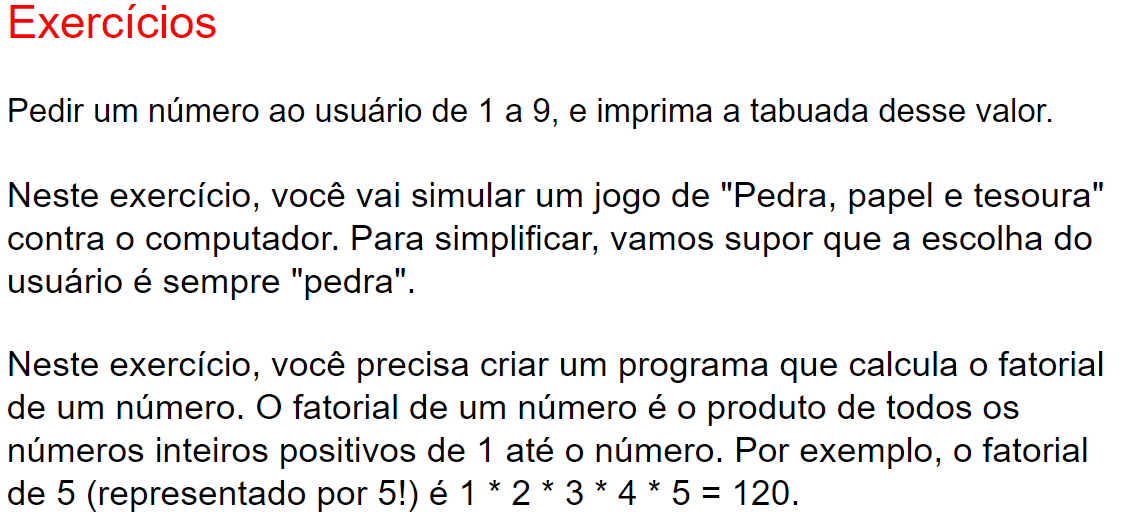 Exercícios
Pedir um número ao usuário de 1 a 9, e imprima a tabuada desse valor.
Neste exercício, você vai simular um jogo de "Pedra, papel e tesoura"
contra o computador. Para simplificar, vamos supor que a escolha do
usuário é sempre "pedra".
Neste exercício, você precisa criar um programa que calcula o fatorial
de um número. O fatorial de um número é o produto de todos os
números inteiros positivos de 1 até o número. Por exemplo, o fatorial
de 5 (representado por 5!) é 1 * 2 * 3 * 4 * 5 = 120.